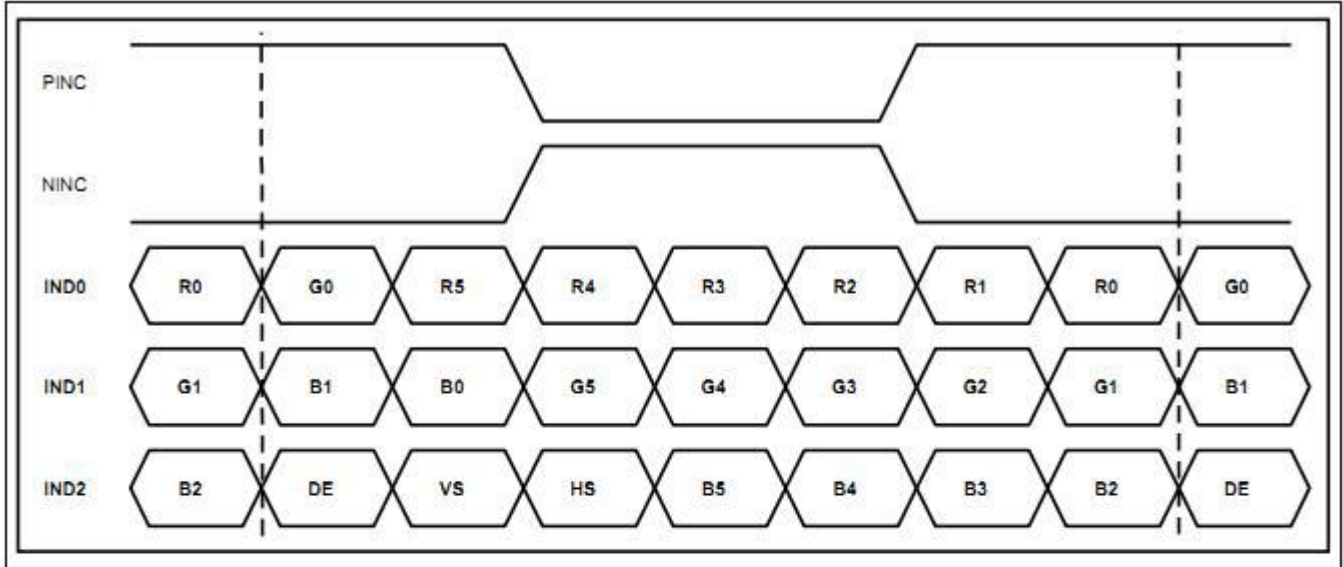 PINC
NINC
IND0 R0 G0 R5 R4 R3 R2 R1 R0 G0
IND1 G1 B1 B0 G5 G4 G3 G2 G1 B1
IND2 B2 DE VS HS B5 B4 B3 B2 DE